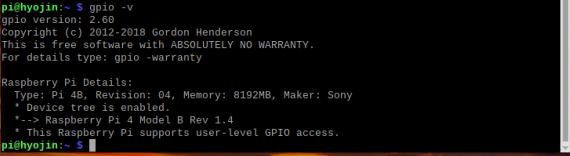 pi@hyojin:~ $ gpio -v
gpio version: 2.60
Copyright (c) 2012-2018 Gordon Henderson
This is free software with ABSOLUTELY NO WARRANTY.
For details type: gpio -warranty

Raspberry Pi Details:
  Type: Pi 4B, Revision: 04, Memory: 8192MB, Maker: Sony
  * Device tree is enabled.
  *--> Raspberry Pi 4 Model B Rev 1.4
  * This Raspberry Pi supports user-level GPIO access.
pi@hyojin:~ $